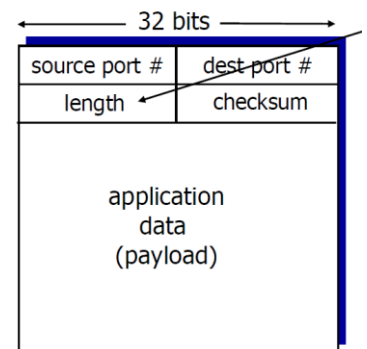 32 bits
source port # dest port #
length checksum
application
data
(payload)